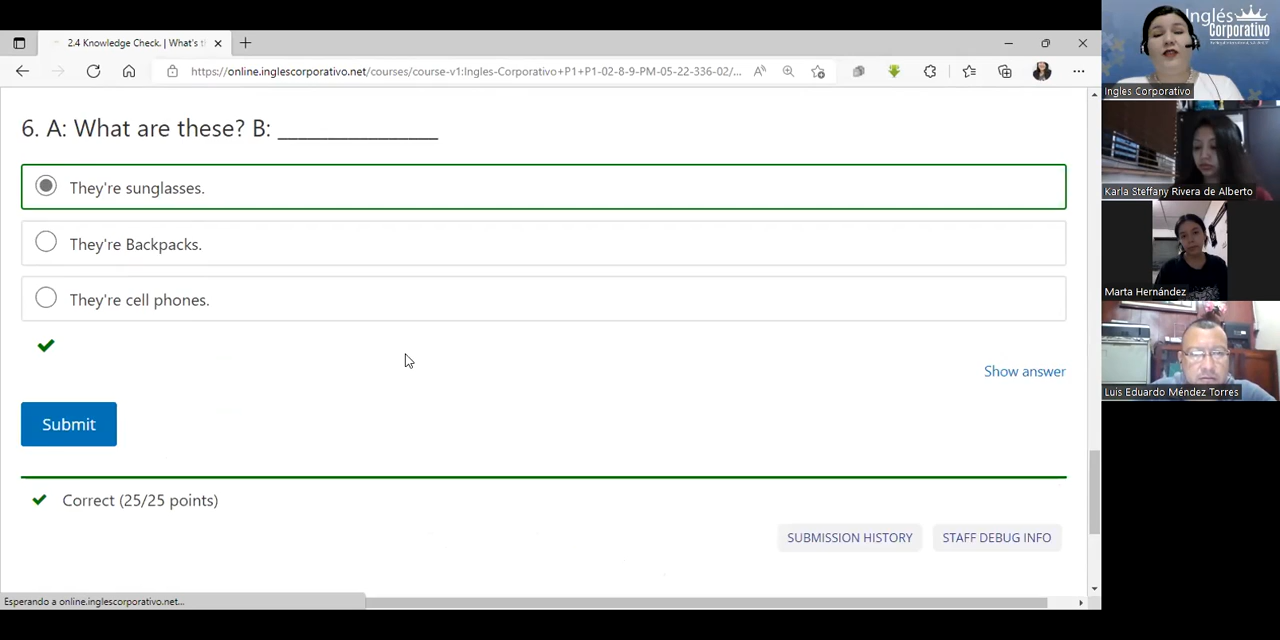 2.4 Knowledge Check. | What's t
https://online.inglescorporativo.net/courses/course-v1:Ingles-Corporativo+P1+P1-02-8-9-PM-05-22-336-02/...
6. A: What are these? B: ________________
They're sunglasses.
They're Backpacks.
They're cell phones.
Show answer
Submit
Correct (25/25 points)
SUBMISSION HISTORY
STAFF DEBUG INFO
Esperando a online.inglescorporativo.net...
Inglés
Corporativo
Ingles Corporativo
Karla Steffany Rivera de Alberto
Marta Hernández
Luis Eduardo Méndez Torres